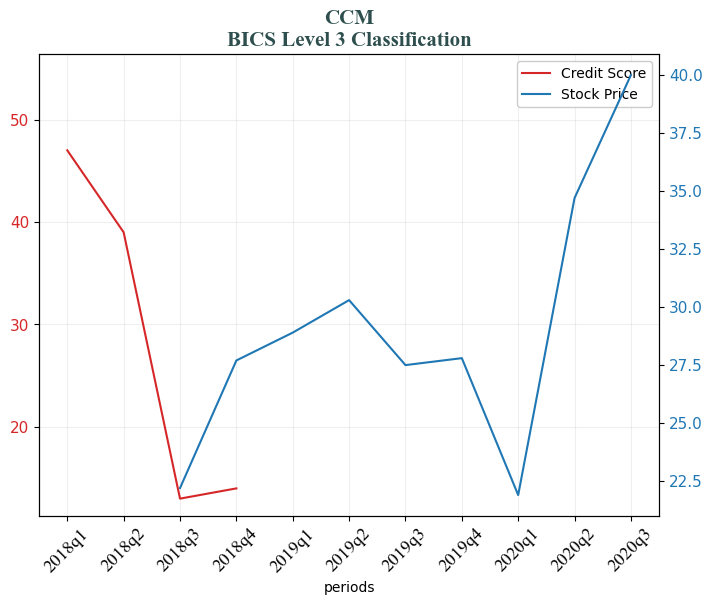 CCM
BICS Level 3 Classification
Credit Score
Stock Price
50
40
30
20
40.0
37.5
35.0
32.5
30.0
27.5
25.0
22.5
2018q1
2018q2
2018q3
2018q4
2019q1
2019q2
2019q3
2019q4
2020q1
2020q2
2020q3
periods